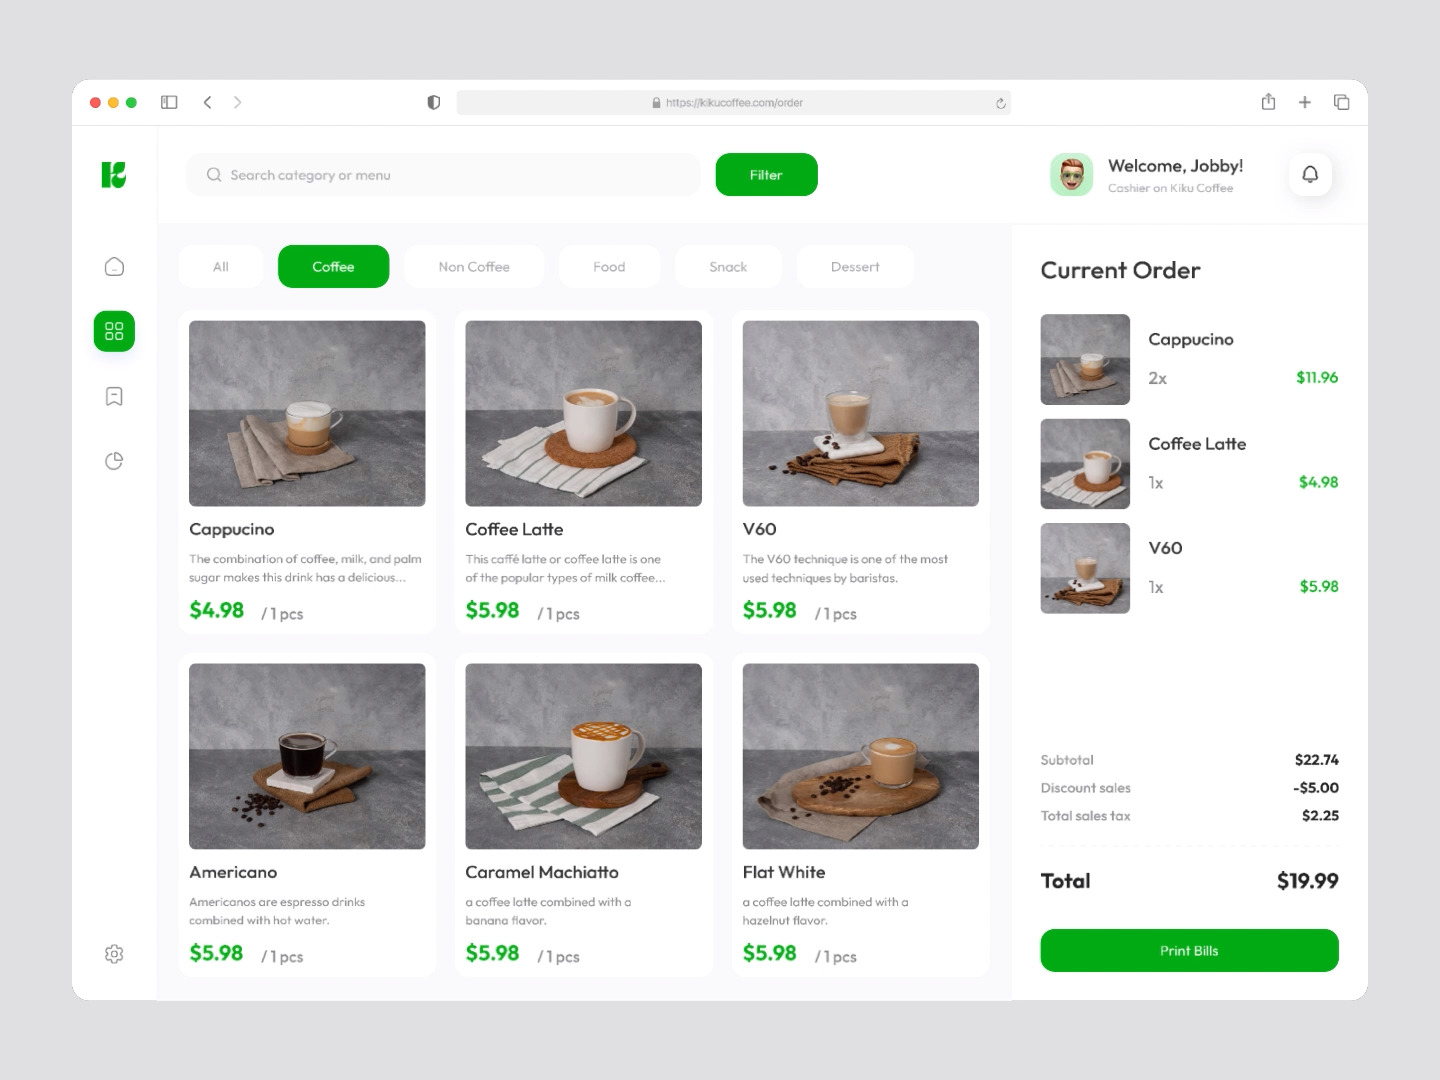 https://kikucoffee.com/order
Search category or menu
Filter
Welcome, Jobby!
Cashier on Kiku Coffee
All
Coffee
Non Coffee
Food
Snack
Dessert
Cappucino
The combination of coffee, milk, and palm
sugar makes this drink has a delicious...
$4.98 / 1 pcs
Coffee Latte
This caffé latte or coffee latte is one
of the popular types of milk coffee...
$5.98 / 1 pcs
V60
The V60 technique is one of the most
used techniques by baristas.
$5.98 / 1 pcs
Americano
Americanos are espresso drinks
combined with hot water.
$5.98 / 1 pcs
Caramel Machiatto
a coffee latte combined with a
banana flavor.
$5.98 / 1 pcs
Flat White
a coffee latte combined with a
hazelnut flavor.
$5.98 / 1 pcs
Current Order
Cappucino
2x $11.96
Coffee Latte
1x $4.98
V60
1x $5.98
Subtotal $22.74
Discount sales -$5.00
Total sales tax $2.25
Total $19.99
Print Bills